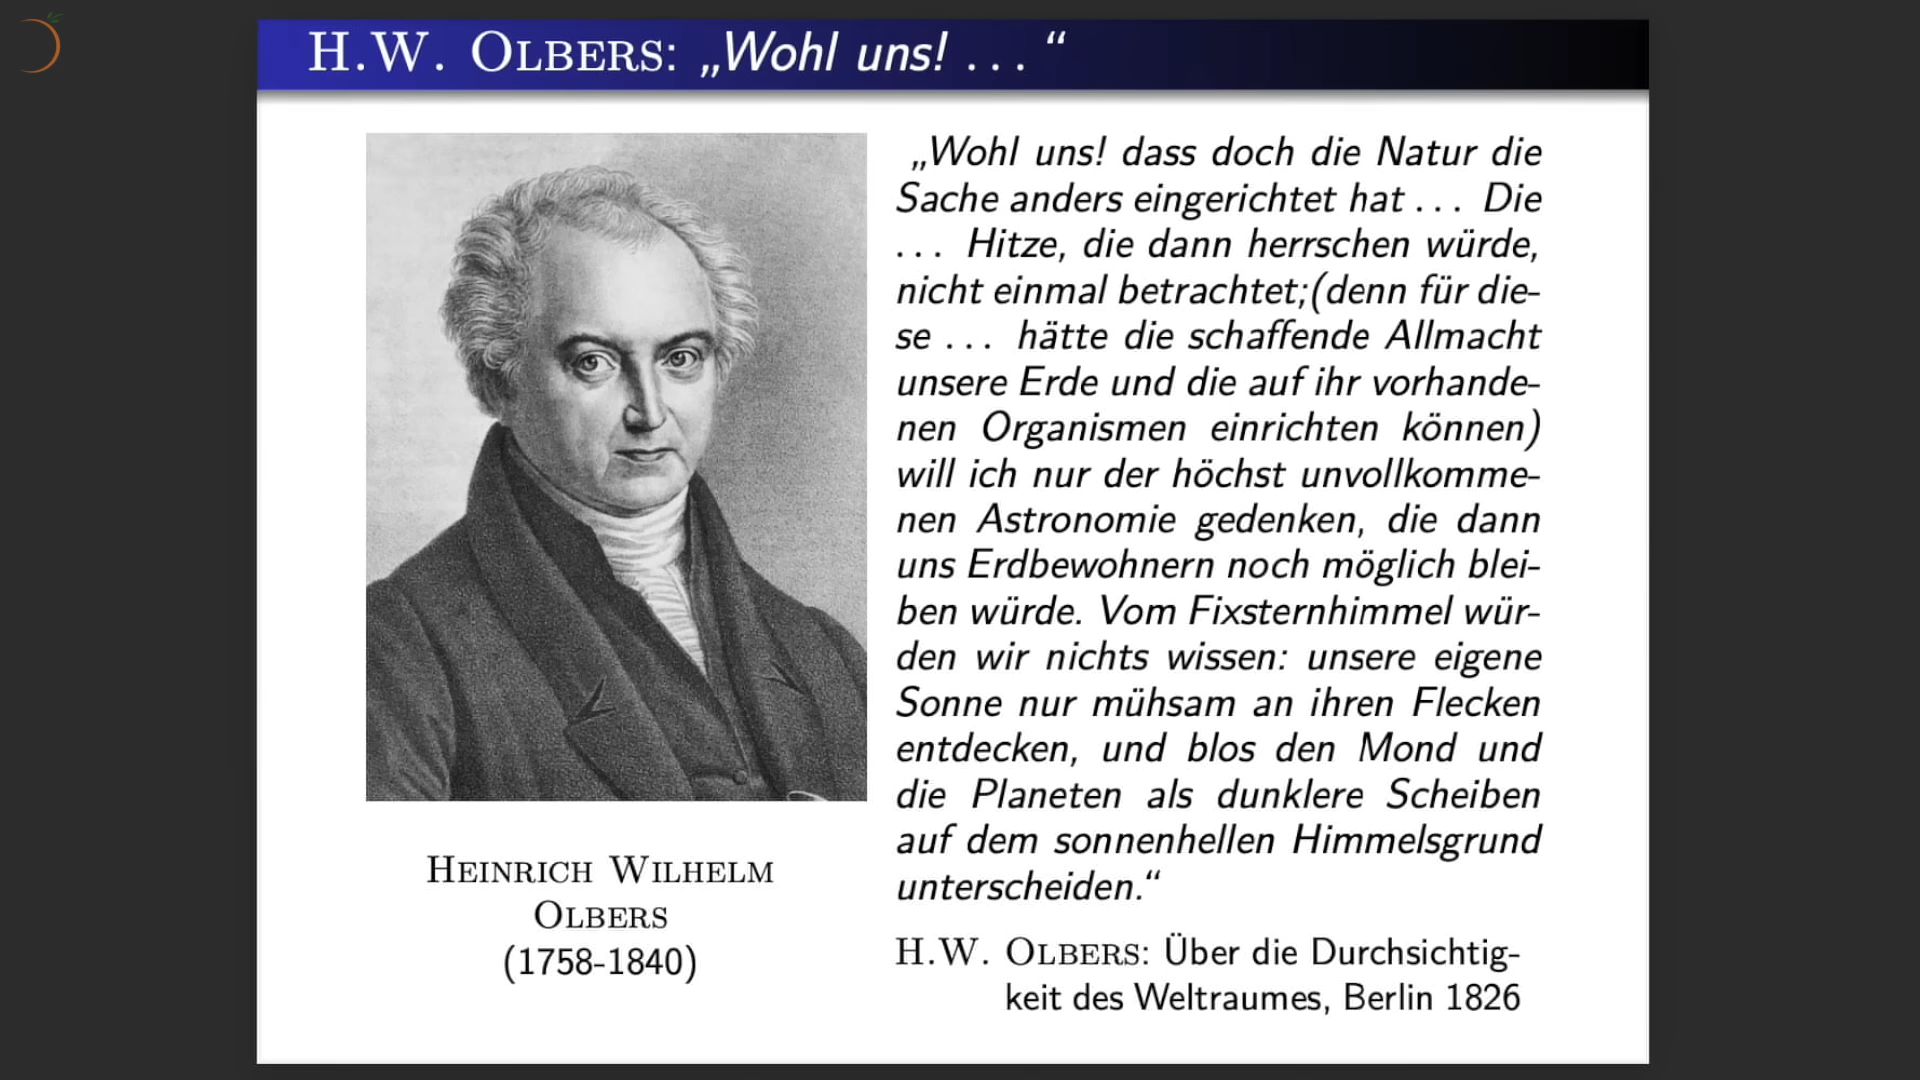 H.W. OLBERS: „Wohl uns! . . . “
„Wohl uns! dass doch die Natur die
Sache anders eingerichtet hat . . . Die
. . . Hitze, die dann herrschen würde,
nicht einmal betrachtet;(denn für die-
se . . . hätte die schaffende Allmacht
unsere Erde und die auf ihr vorhande-
nen Organismen einrichten können)
will ich nur der höchst unvollkomme-
nen Astronomie gedenken, die dann
uns Erdbewohnern noch möglich blei-
ben würde. Vom Fixsternhimmel wür-
den wir nichts wissen: unsere eigene
Sonne nur mühsam an ihren Flecken
entdecken, und blos den Mond und
die Planeten als dunklere Scheiben
auf dem sonnenhellen Himmelsgrund
unterscheiden.“
HEINRICH WILHELM
OLBERS
(1758-1840)
H.W. OLBERS: Über die Durchsichtig-
keit des Weltraumes, Berlin 1826